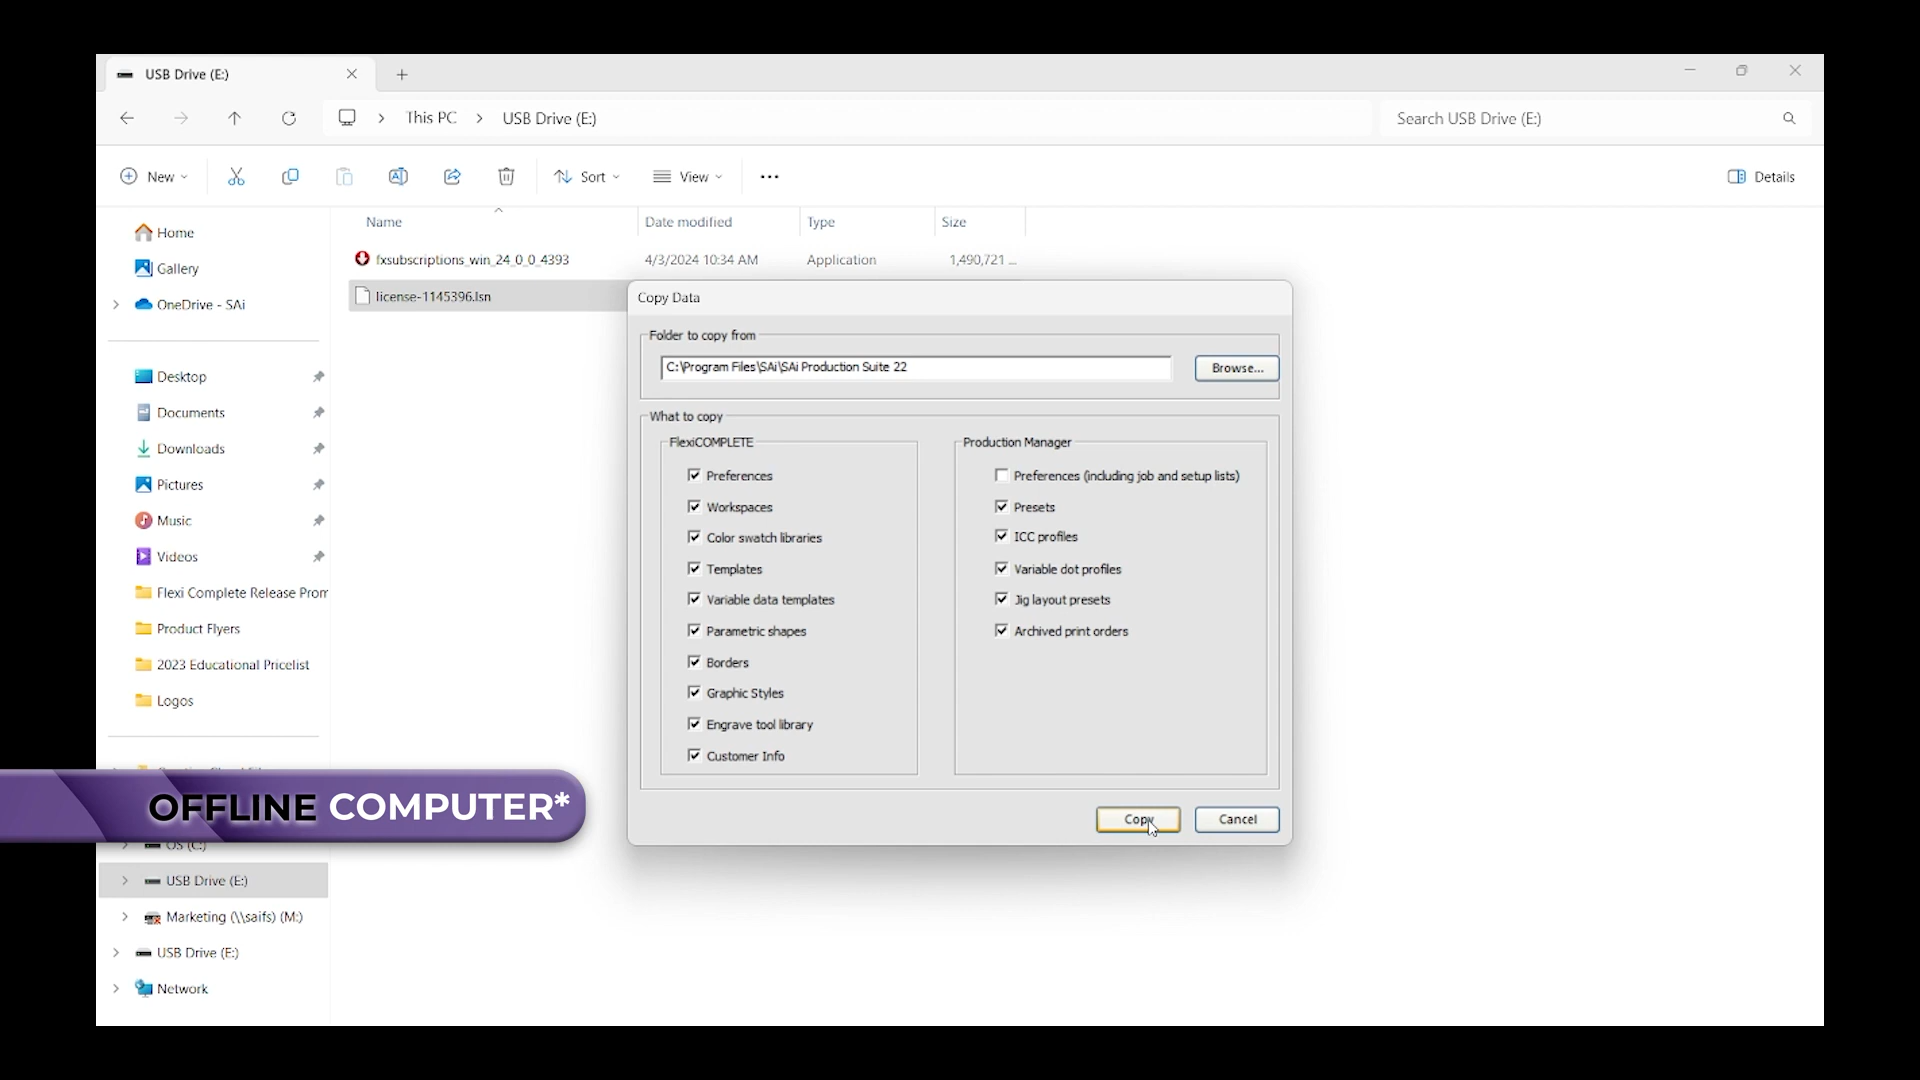 USB Drive (E:)
This PC > USB Drive (E:)
Search USB Drive (E:)
New
Sort
View
Details
Name
Date modified
Type
Size
fxsubscriptions_win_24_0_0_4393
4/3/2024 10:34 AM
Application
1,490,721 ...
license-1145396.lsn
Home
Gallery
OneDrive - SAi
Desktop
Documents
Downloads
Pictures
Music
Videos
Flexi Complete Release Prom
Product Flyers
2023 Educational Pricelist
Logos
OFFLINE COMPUTER*
OS (C:)
USB Drive (E:)
Marketing (\\saifs) (M:)
USB Drive (E:)
Network
Copy Data
Folder to copy from
C:\Program Files\SAi\SAi Production Suite 22
Browse...
What to copy
FlexiCOMPLETE
Preferences
Workspaces
Color swatch libraries
Templates
Variable data templates
Parametric shapes
Borders
Graphic Styles
Engrave tool library
Customer Info
Production Manager
Preferences (including job and setup lists)
Presets
ICC profiles
Variable dot profiles
Jig layout presets
Archived print orders
Copy
Cancel